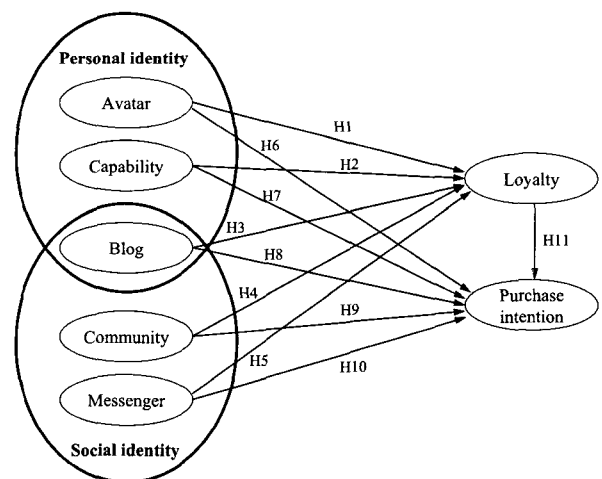 Personal identity
Avatar
Capability
Blog
Community
Messenger
Social identity
H1
H6
H2
H7
H3
H8
H4
H9
H5
H10
Loyalty
H11
Purchase
intention